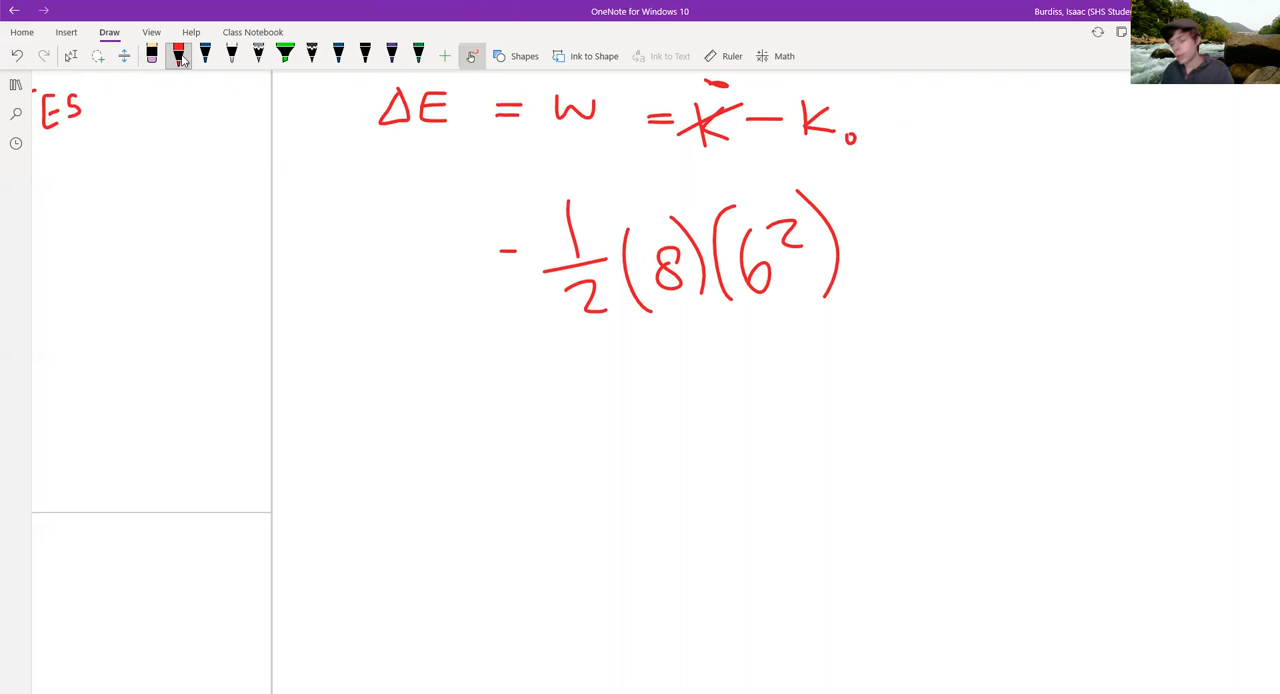 OneNote for Windows 10
Burdiss, Isaac (SHS Stude
Home Insert Draw View Help Class Notebook
Shapes Ink to Shape Ink to Text Ruler Math
ES
ΔE = W = K - K₀
- 1/2 (8)(6²)